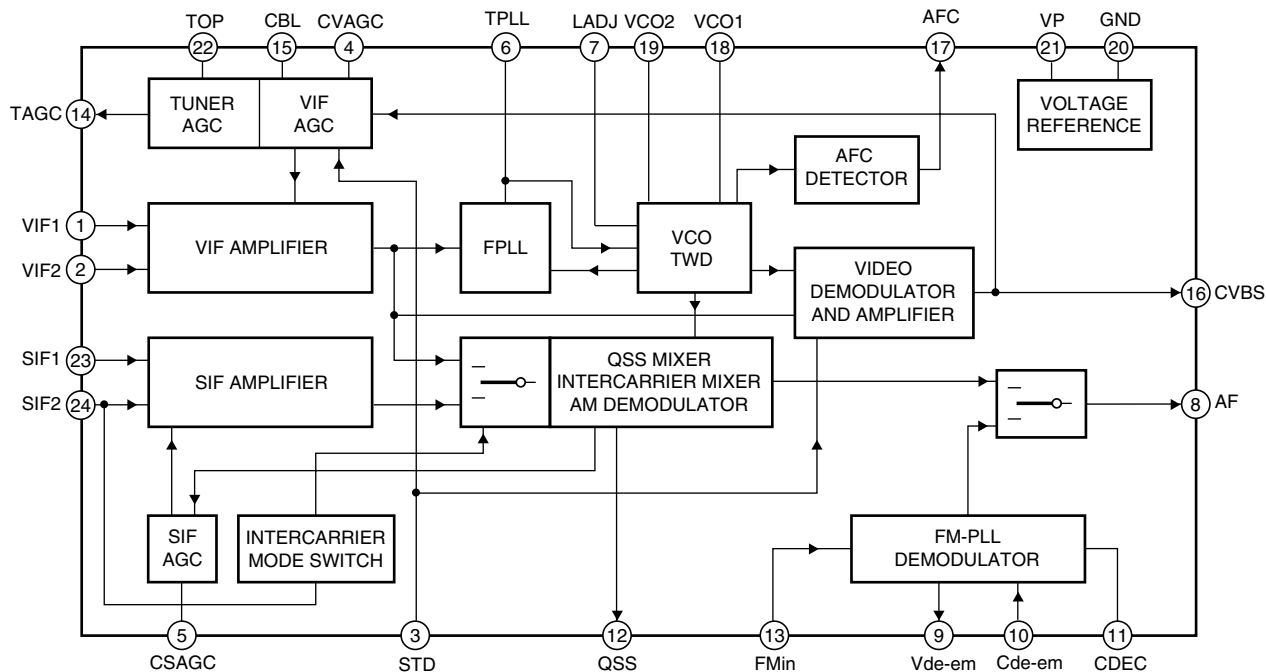 TOP CBL CVAGC TPLL LADJ VCO2 VCO1 AFC VP GND
22 15 4 6 7 19 18 17 21 20
TAGC 14
TUNER
AGC
VIF
AGC
VOLTAGE
REFERENCE
AFC
DETECTOR
VIF1 1
VIF2 2
VIF AMPLIFIER
FPLL
VCO
TWD
VIDEO
DEMODULATOR
AND AMPLIFIER
16 CVBS
SIF1 23
SIF2 24
SIF AMPLIFIER
QSS MIXER
INTERCARRIER MIXER
AM DEMODULATOR
8 AF
SIF
AGC
INTERCARRIER
MODE SWITCH
FM-PLL
DEMODULATOR
5 3 12 13 9 10 11
CSAGC STD QSS FMin Vde-em Cde-em CDEC